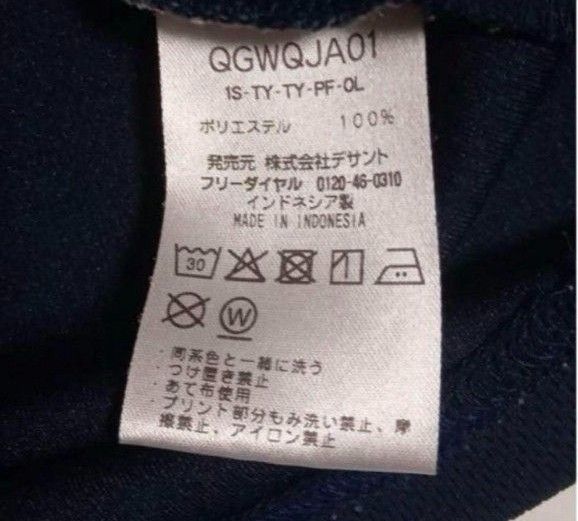 QGWQJA01
1S-TY-TY-PF-OL
ポリエステル 100%
発売元 株式会社デサント
フリーダイヤル 0120-46-0310
インドネシア製
MADE IN INDONESIA
30
W
・同系色と一緒に洗う
・つけ置き禁止
・あて布使用
・プリント部分もみ洗い禁止、摩
擦禁止、アイロン禁止